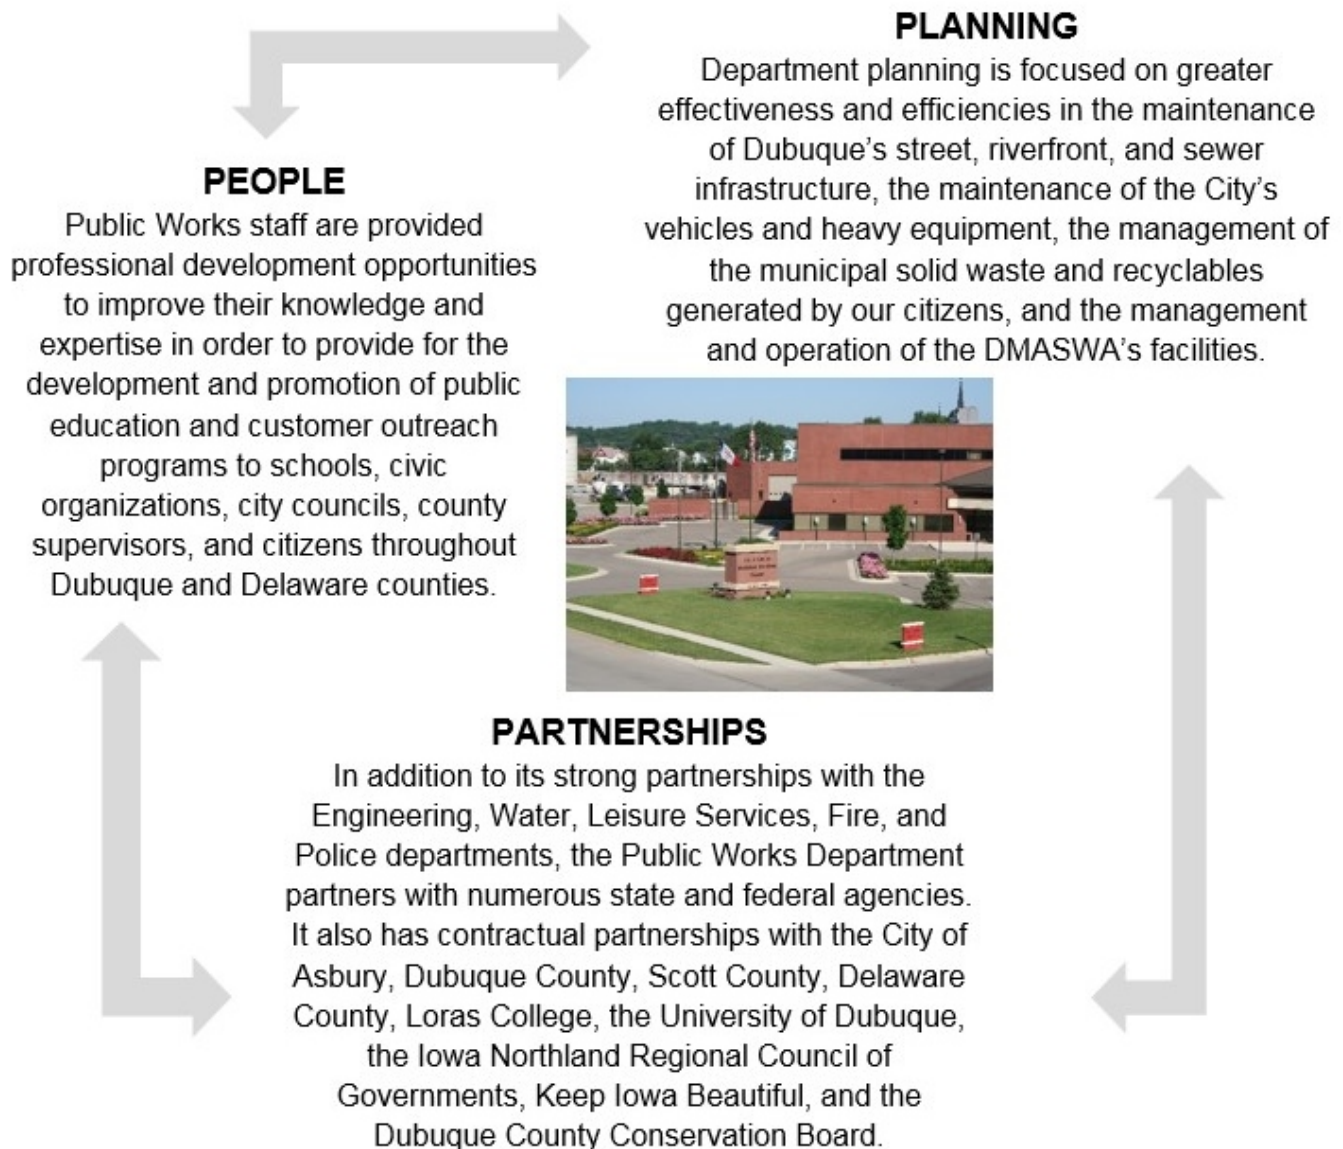 PLANNING
Department planning is focused on greater
effectiveness and efficiencies in the maintenance
of Dubuque’s street, riverfront, and sewer
infrastructure, the maintenance of the City’s
vehicles and heavy equipment, the management of
the municipal solid waste and recyclables
generated by our citizens, and the management
and operation of the DMASWA’s facilities.
PEOPLE
Public Works staff are provided
professional development opportunities
to improve their knowledge and
expertise in order to provide for the
development and promotion of public
education and customer outreach
programs to schools, civic
organizations, city councils, county
supervisors, and citizens throughout
Dubuque and Delaware counties.
PARTNERSHIPS
In addition to its strong partnerships with the
Engineering, Water, Leisure Services, Fire, and
Police departments, the Public Works Department
partners with numerous state and federal agencies.
It also has contractual partnerships with the City of
Asbury, Dubuque County, Scott County, Delaware
County, Loras College, the University of Dubuque,
the Iowa Northland Regional Council of
Governments, Keep Iowa Beautiful, and the
Dubuque County Conservation Board.